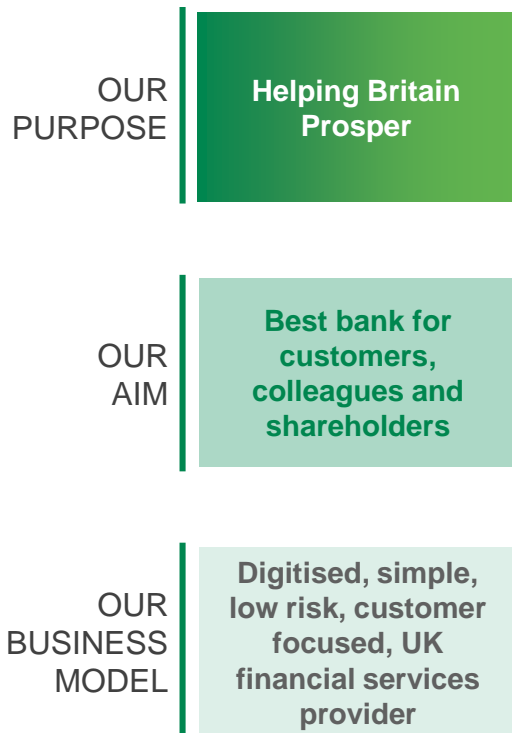 OUR
PURPOSE
Helping Britain
Prosper
OUR
AIM
Best bank for
customers,
colleagues and
shareholders
OUR
BUSINESS
MODEL
Digitised, simple,
low risk, customer
focused, UK
financial services
provider